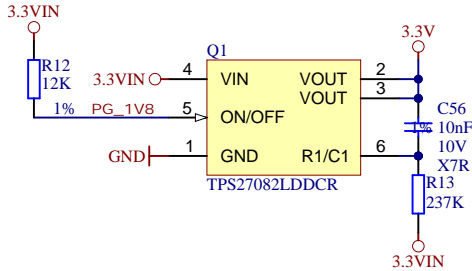 3.3VIN
R12
12K
1%
PG_1V8
3.3VIN
GND
4
5
1
Q1
VIN
ON/OFF
GND
VOUT
VOUT
R1/C1
TPS27082LDDCR
2
3
6
3.3V
C56
1%
10nF
10V
X7R
R13
237K
3.3VIN